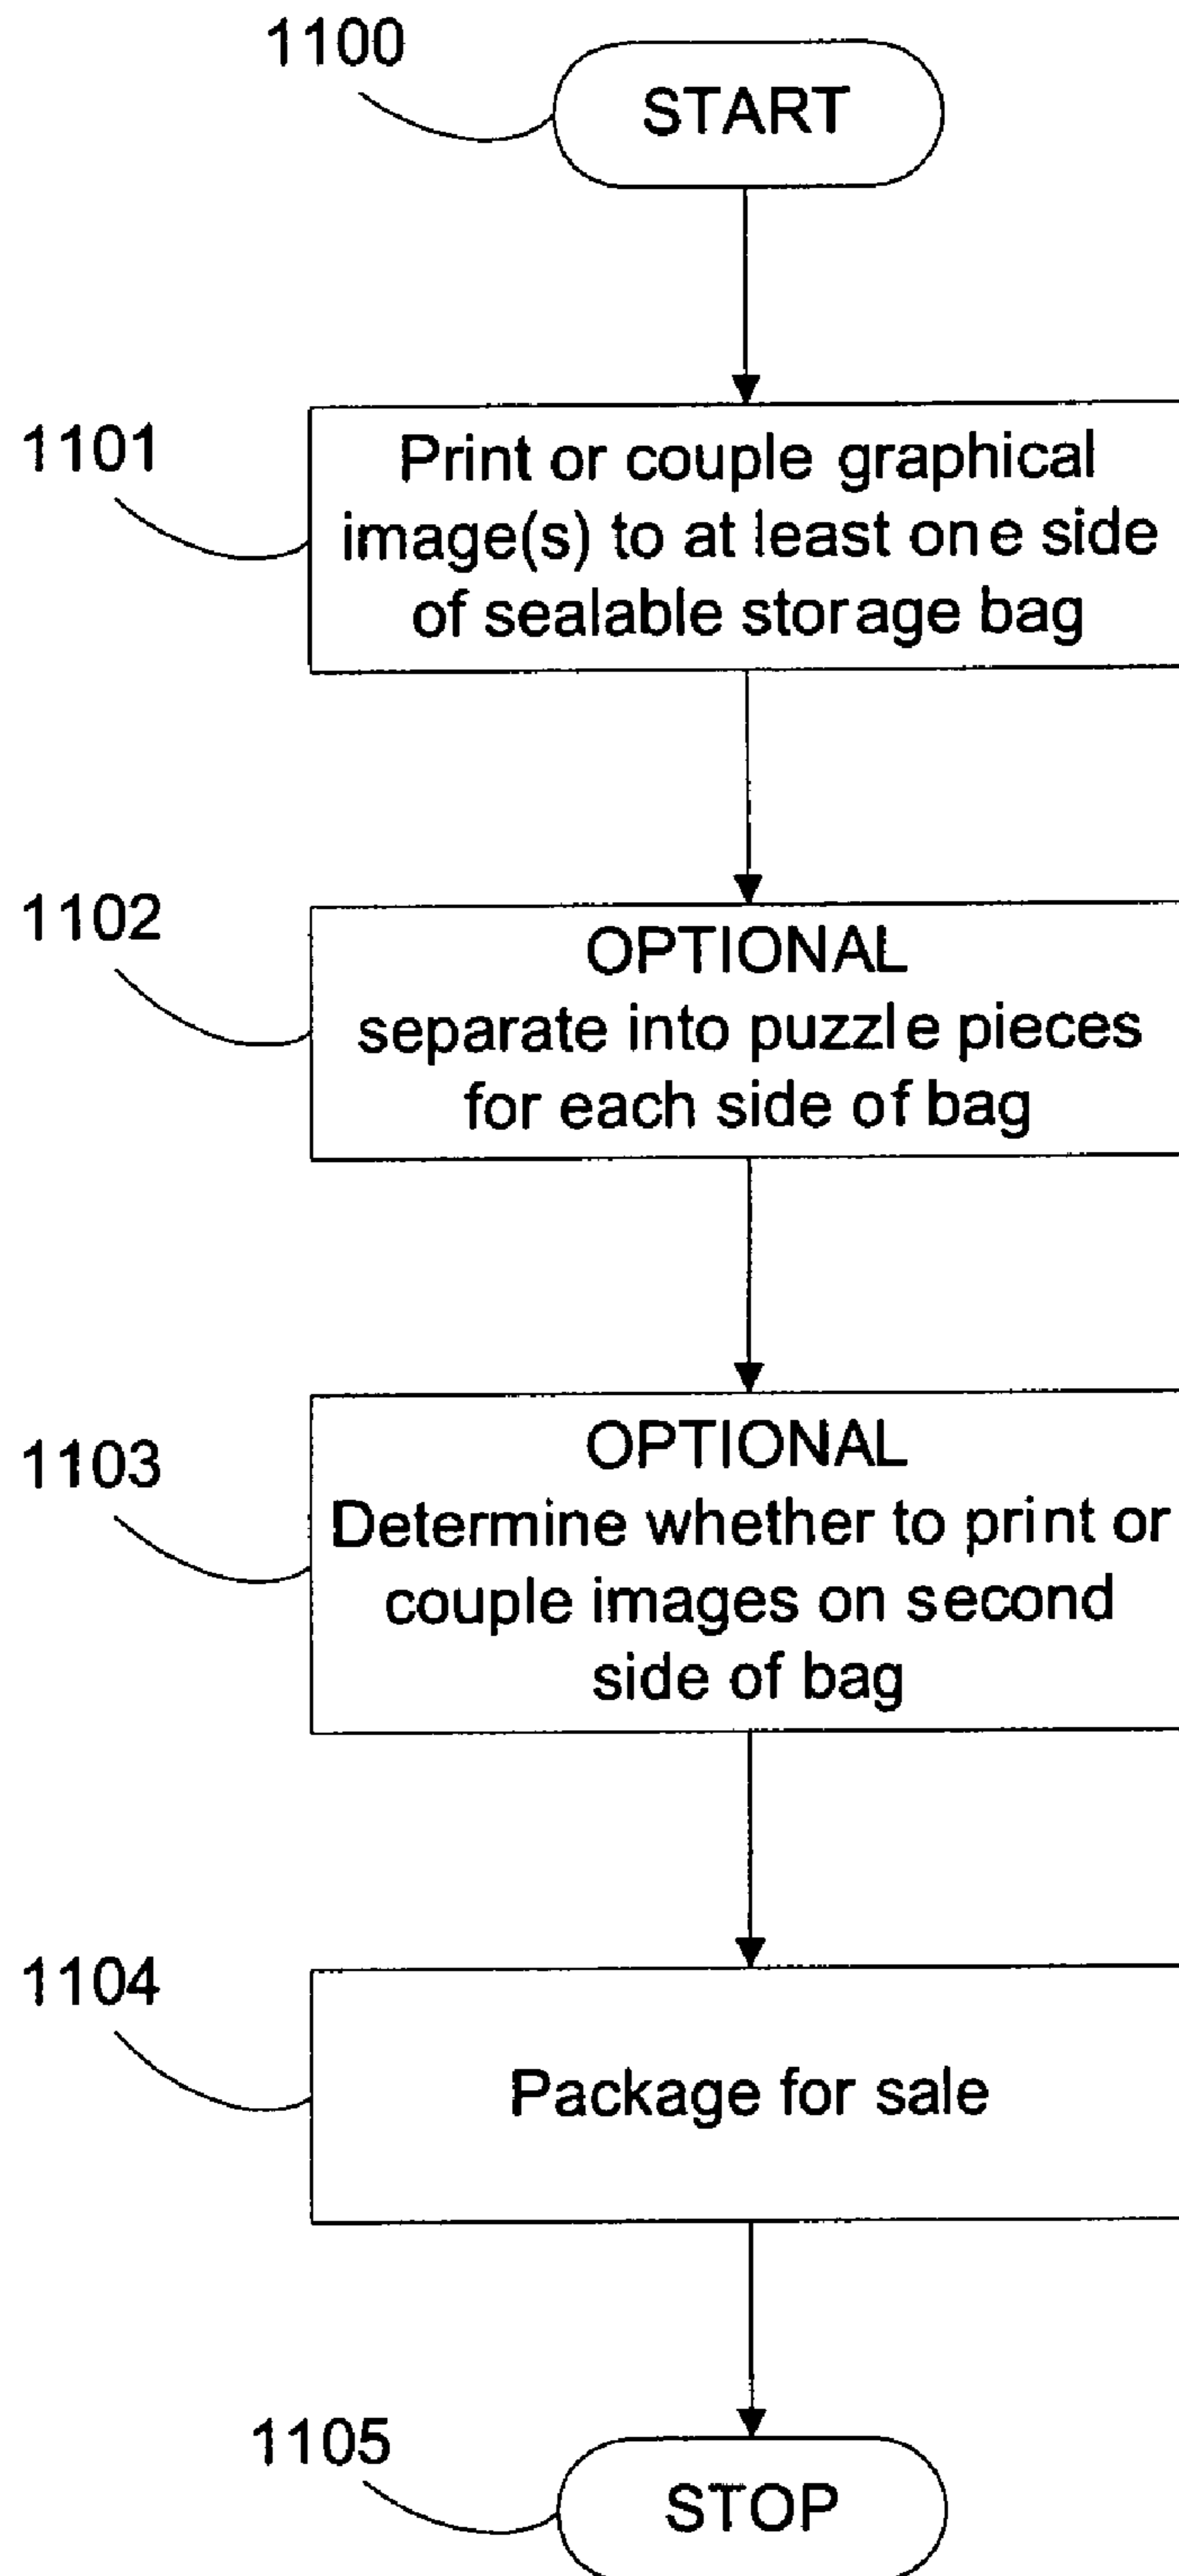 1100
START
1101
Print or couple graphical
image(s) to at least one side
of sealable storage bag
1102
OPTIONAL
separate into puzzle pieces
for each side of bag
1103
OPTIONAL
Determine whether to print or
couple images on second
side of bag
1104
Package for sale
1105
STOP